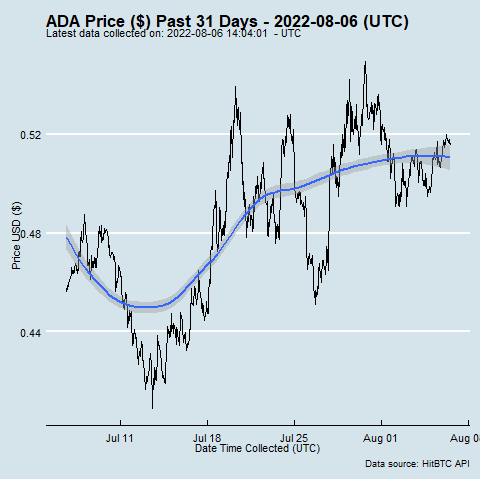 ADA Price ($) Past 31 Days - 2022-08-06 (UTC)
Latest data collected on: 2022-08-06 14:04:01 - UTC
0.52
0.48
0.44
Price USD ($)
Jul 11 Jul 18 Jul 25 Aug 01 Aug 0
Date Time Collected (UTC)
Data source: HitBTC API